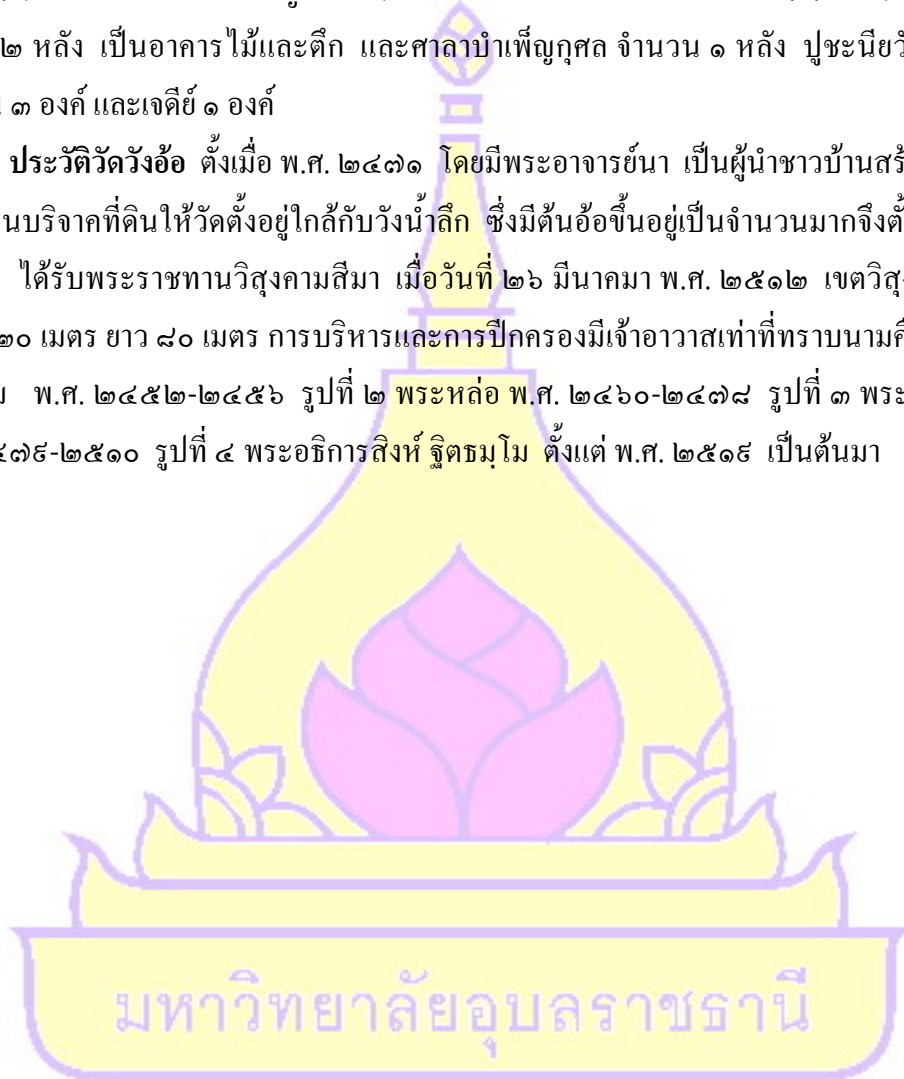 ๒ หลัง เป็นอาคารไม้และตึก และศาลาบำเพ็ญกุศล จำนวน ๑ หลัง ปูชะนียวั
๓ องค์ และเจดีย์ ๑ องค์
ประวัติวัดวังอ้อ ตั้งเมื่อ พ.ศ. ๒๔๗๑ โดยมีพระอาจารย์นา เป็นผู้นำชาวบ้านสร้
นบริจาคที่ดินให้วัดตั้งอยู่ใกล้กับวังน้ำลึก ซึ่งมีต้นอ้อขึ้นอยู่เป็นจำนวนมากจึงตั้
ได้รับพระราชทานวิสุงคามสีมา เมื่อวันที่ ๒๖ มีนาคมา พ.ศ. ๒๕๑๒ เขตวิสุง
๓๐ เมตร ยาว ๘๐ เมตร การบริหารและการปีกครองมีเจ้าอาวาสเท่าที่ทราบนามคื
พ.ศ. ๒๔๕๒-๒๔๕๖ รูปที่ ๒ พระหล่อ พ.ศ. ๒๔๖๐-๒๔๗๘ รูปที่ ๓ พระ
๔๗๙-๒๕๑๐ รูปที่ ๔ พระอธิการสิงห์ ฐิตธมฺโม ตั้งแต่ พ.ศ. ๒๕๑๙ เป็นต้นมา
มหาวิทยาลัยอุบลราชธานี